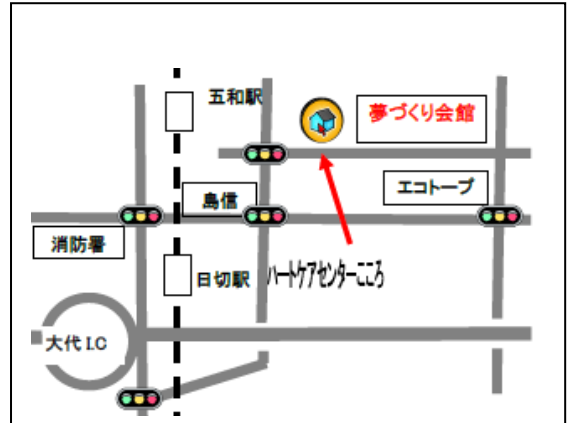 五和駅
夢づくり会館
島信
エコトープ
消防署
日切駅
ハートケアセンターこころ
大代 I.C